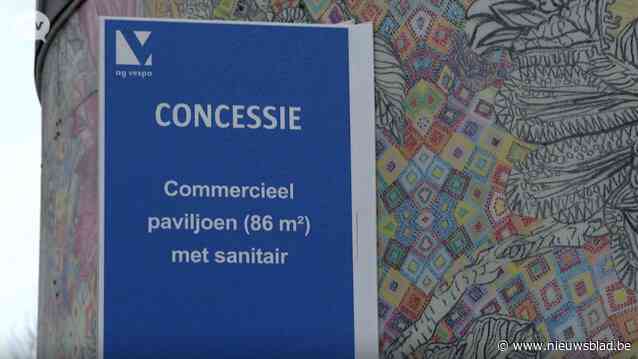 ag vespa
CONCESSIE
Commercieel
paviljoen (86 m²)
met sanitair
www.nieuwsblad.be